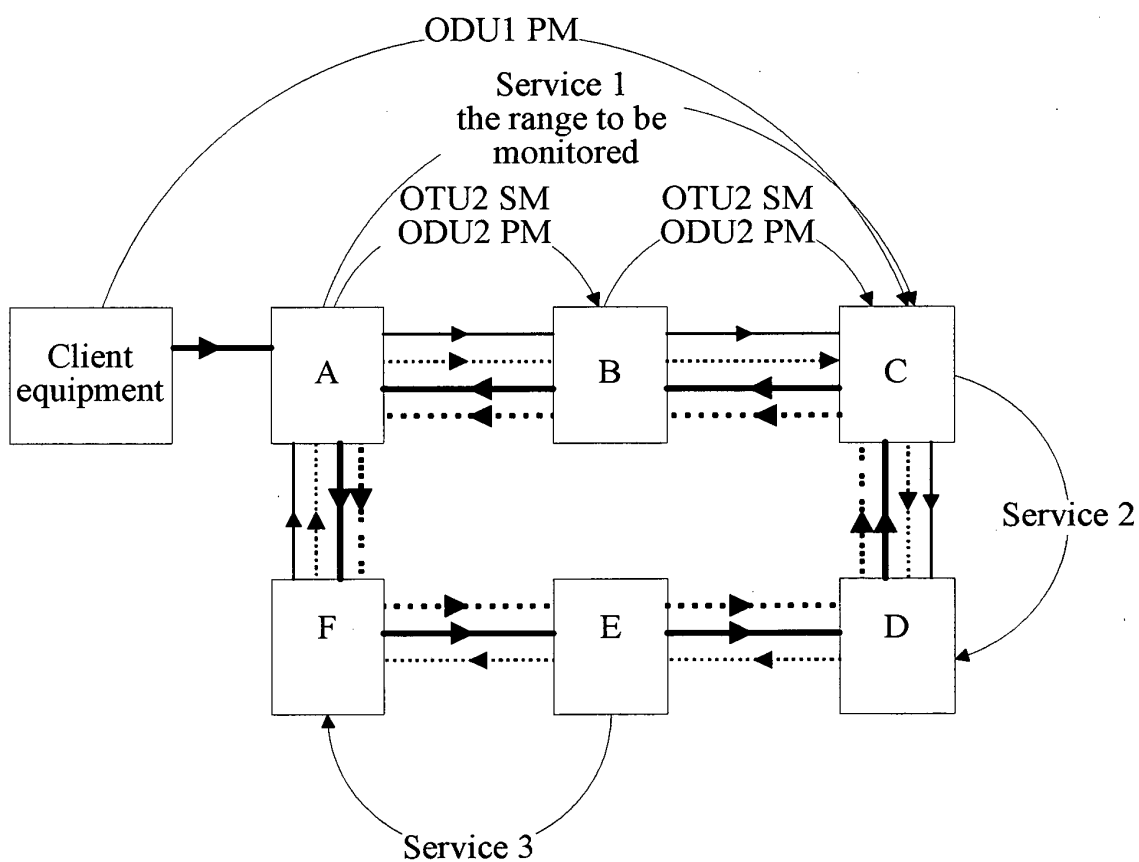 ODU1 PM
Service 1
the range to be
monitored
OTU2 SM
ODU2 PM
OTU2 SM
ODU2 PM
Client
equipment
A
B
C
Service 2
F
E
D
Service 3